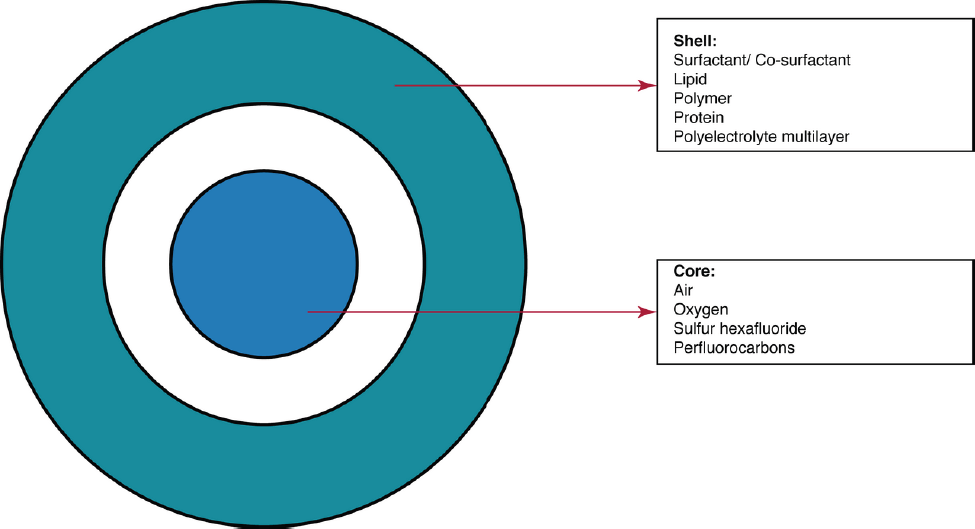 Shell:
Surfactant/ Co-surfactant
Lipid
Polymer
Protein
Polyelectrolyte multilayer
Core:
Air
Oxygen
Sulfur hexafluoride
Perfluorocarbons